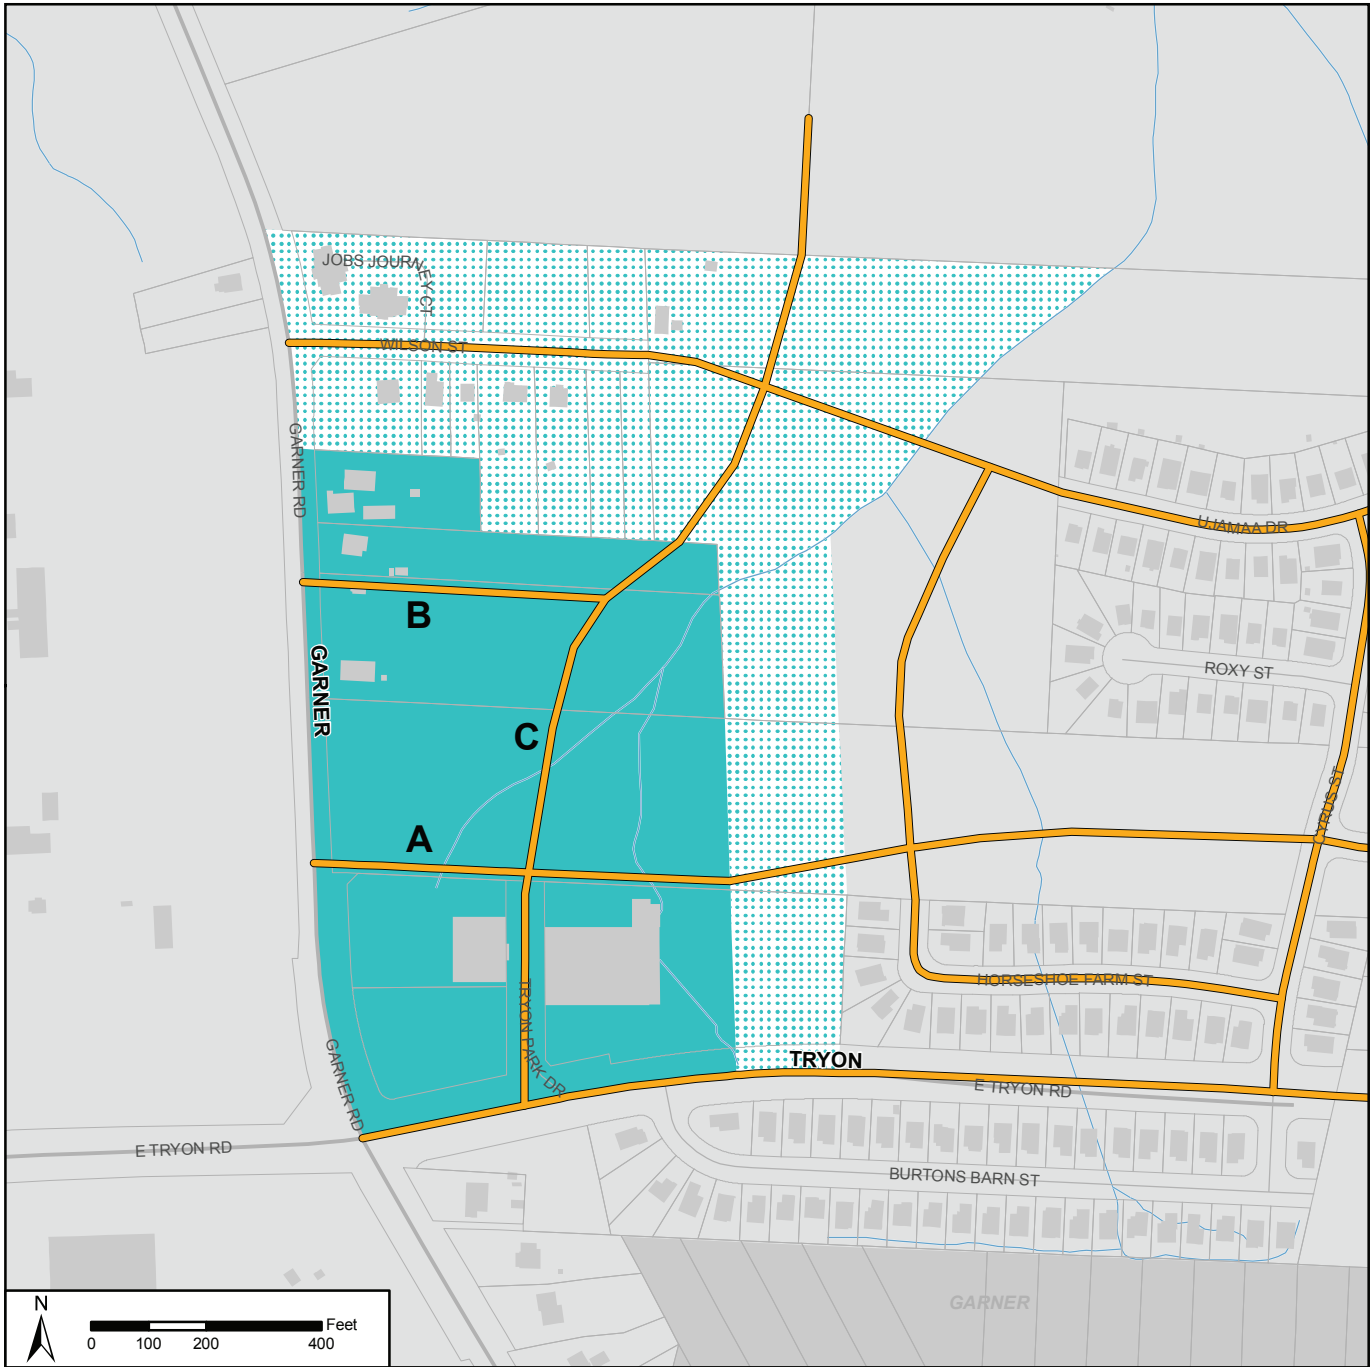 JOBS JOURNEY CT
WILSON ST
GARNER RD
UJAMAA DR
B
GARNER
ROXY ST
C
YRUS ST
A
HORSESHOE FARM ST
TRYON PARK DR
GARNER RD
TRYON
E TRYON RD
E TRYON RD
BURTONS BARN ST
GARNER
N
Feet
0 100 200 400